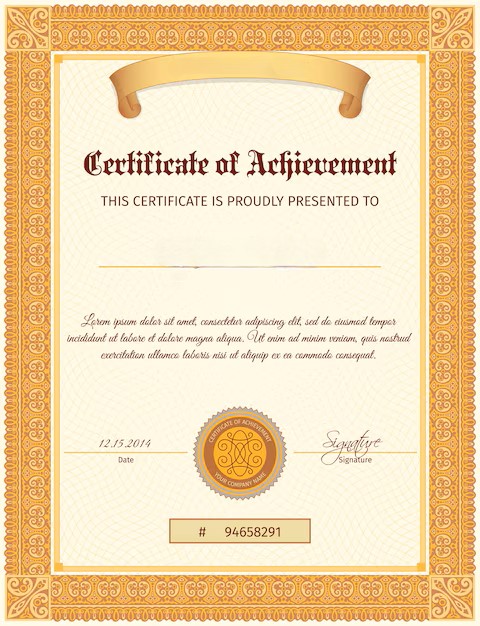 Certificate of Achievement
THIS CERTIFICATE IS PROUDLY PRESENTED TO
Lorem ipsum dolor sit amet, consectetur adipiscing elit, sed do eiusmod tempor
incididunt ut labore et dolore magna aliqua. Ut enim ad minim veniam, quis nostrud
exercitation ullamco laboris nisi ut aliquip ex ea commodo consequat.
12.15.2014
Date
CERTIFICATE OF ACHIEVEMENT
YOUR COMPANY NAME
Signature
Signature
# 94658291